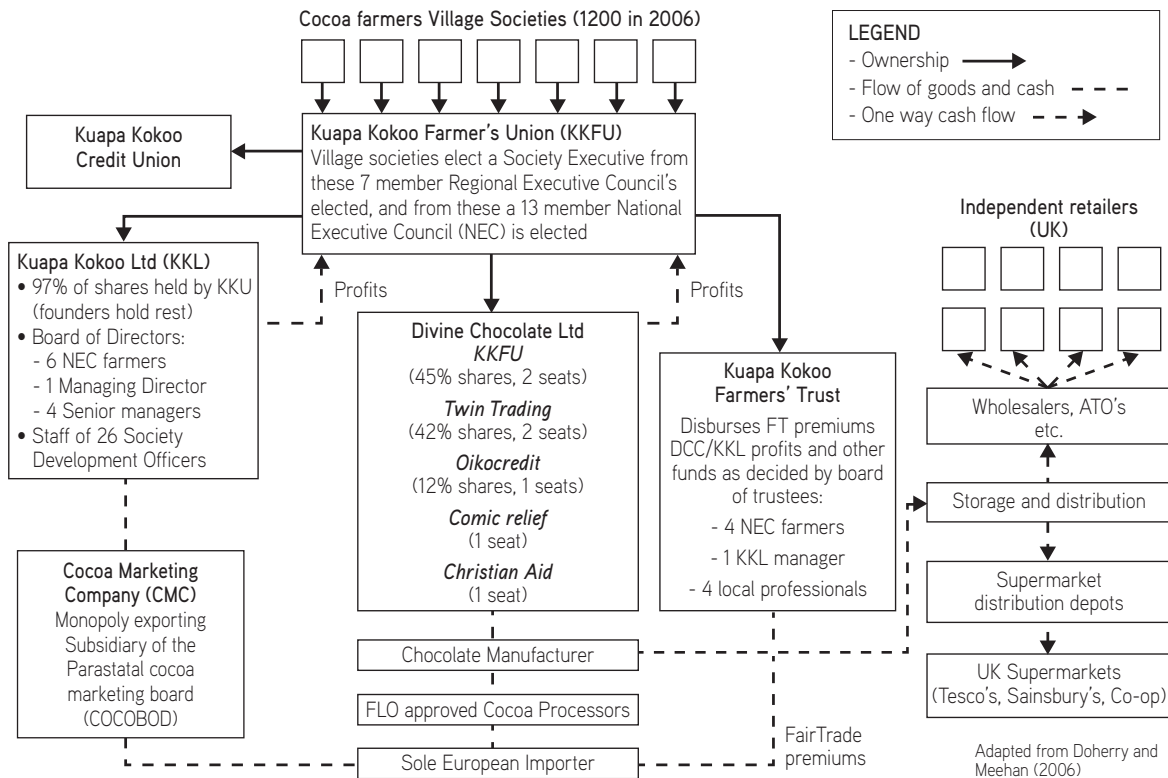 Cocoa farmers Village Societies (1200 in 2006)
LEGEND
- Ownership
- Flow of goods and cash
- One way cash flow
Kuapa Kokoo
Credit Union
Kuapa Kokoo Farmer's Union (KKFU)
Village societies elect a Society Executive from
these 7 member Regional Executive Council's
elected, and from these a 13 member National
Executive Council (NEC) is elected
Kuapa Kokoo Ltd (KKL)
• 97% of shares held by KKU
(founders hold rest)
• Board of Directors:
- 6 NEC farmers
- 1 Managing Director
- 4 Senior managers
• Staff of 26 Society
Development Officers
Profits
Profits
Divine Chocolate Ltd
KKFU
(45% shares, 2 seats)
Twin Trading
(42% shares, 2 seats)
Oikocredit
(12% shares, 1 seats)
Comic relief
(1 seat)
Christian Aid
(1 seat)
Kuapa Kokoo
Farmers' Trust
Disburses FT premiums
DCC/KKL profits and other
funds as decided by board
of trustees:
- 4 NEC farmers
- 1 KKL manager
- 4 local professionals
Independent retailers
(UK)
Wholesalers, ATO's
etc.
Storage and distribution
Supermarket
distribution depots
UK Supermarkets
(Tesco's, Sainsbury's, Co-op)
Cocoa Marketing
Company (CMC)
Monopoly exporting
Subsidiary of the
Parastatal cocoa
marketing board
(COCOBOD)
Chocolate Manufacturer
FLO approved Cocoa Processors
Sole European Importer
FairTrade
premiums
Adapted from Doherry and
Meehan (2006)